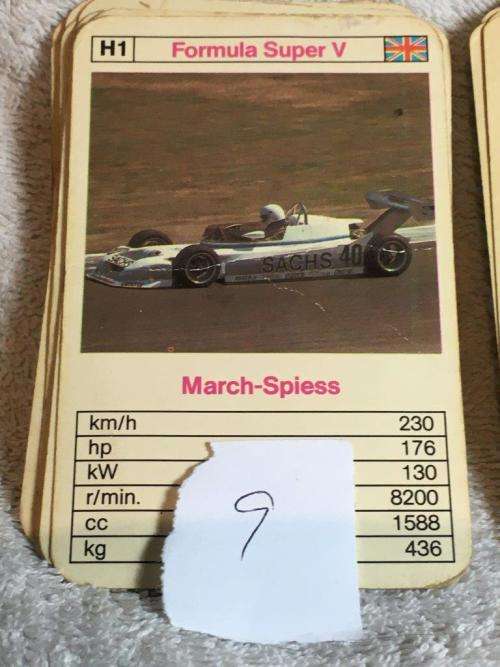 H1 Formula Super V
SACHS 40
March-Spiess
km/h 230
hp 176
kW 130
r/min. 8200
cc 1588
kg 436
9